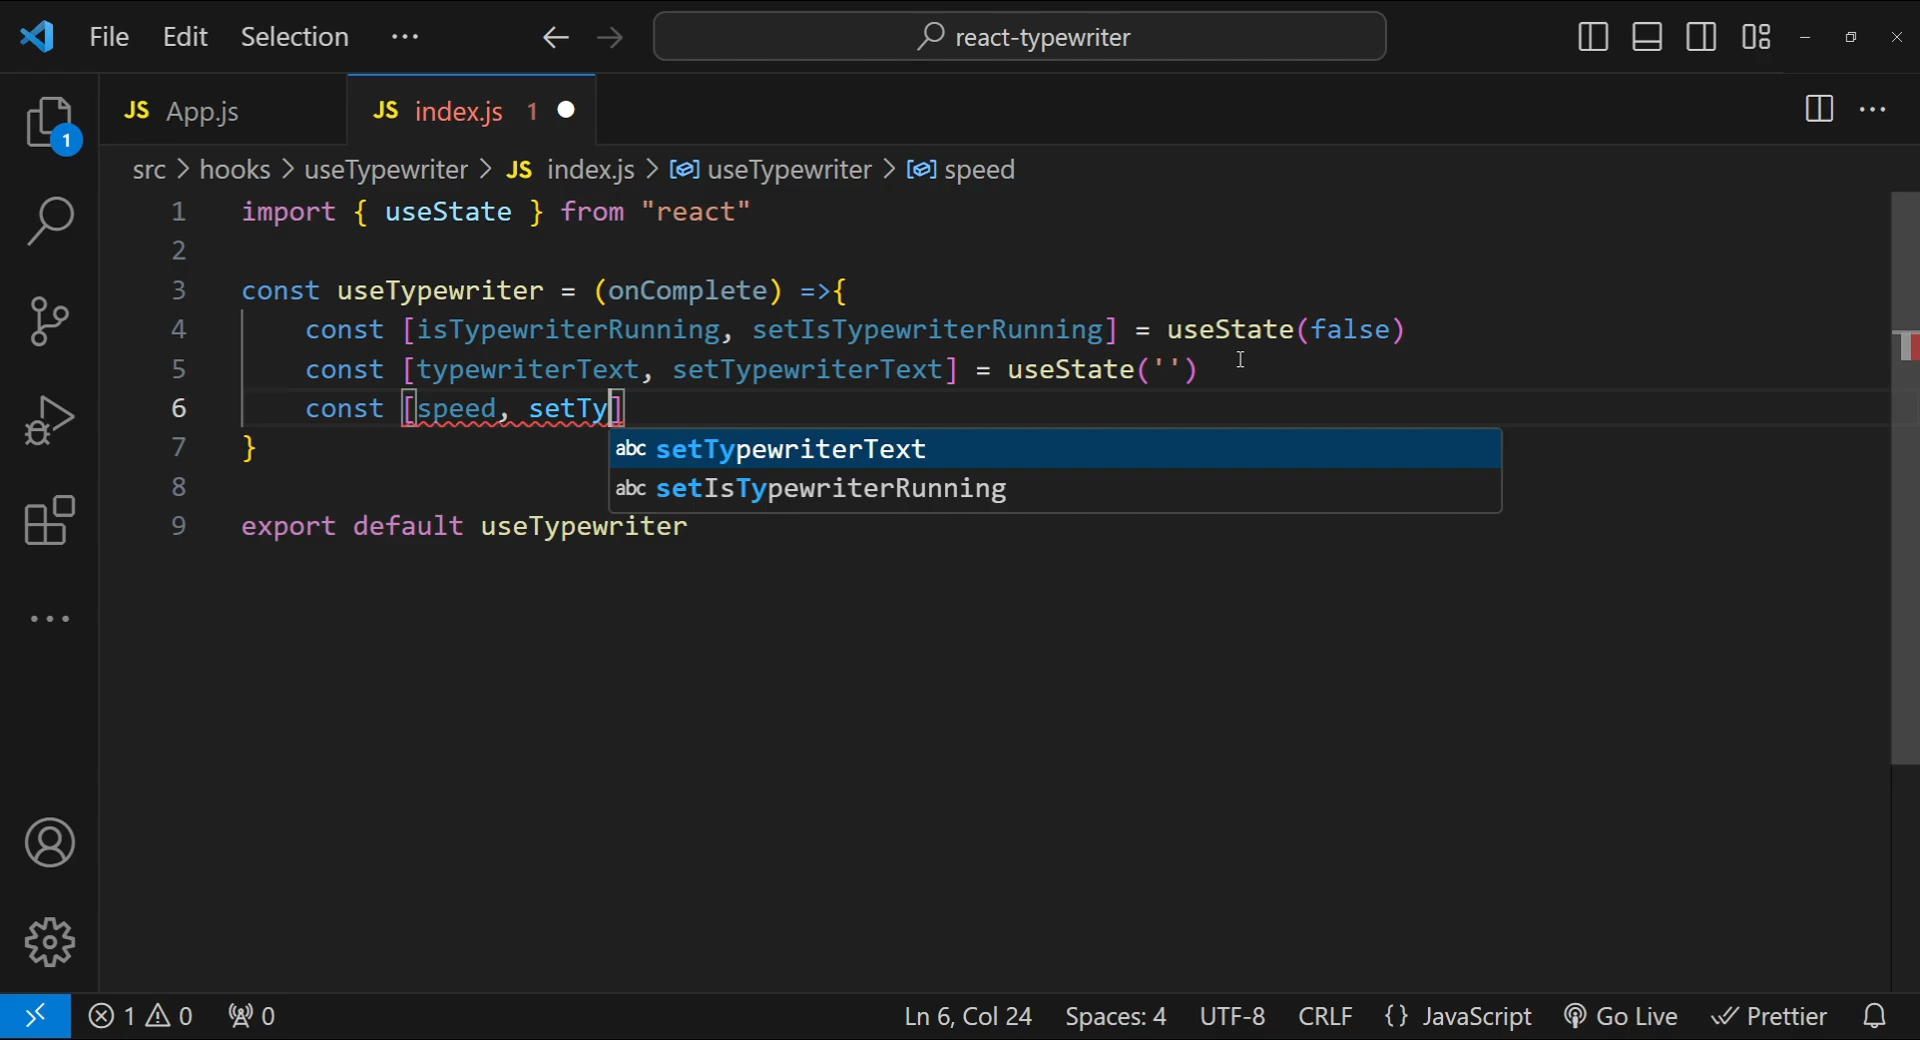 File Edit Selection ··· react-typewriter
1
JS App.js JS index.js 1
src > hooks > useTypewriter > JS index.js > useTypewriter > speed
1 import { useState } from "react"
2
3 const useTypewriter = (onComplete) =>{
4 const [isTypewriterRunning, setIsTypewriterRunning] = useState(false)
5 const [typewriterText, setTypewriterText] = useState('')
6 const [speed, setTy]
7 }
abc setTypewriterText
8
abc setIsTypewriterRunning
9 export default useTypewriter
1 0 0 Ln 6, Col 24 Spaces: 4 UTF-8 CRLF {} JavaScript Go Live Prettier